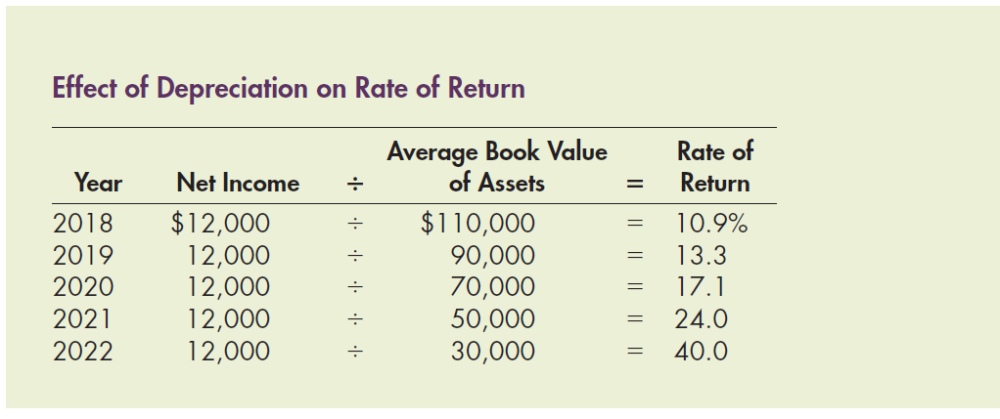 Effect of Depreciation on Rate of Return
Average Book Value Rate of
Year Net Income ÷ of Assets = Return
2018 $12,000 ÷ $110,000 = 10.9%
2019 12,000 ÷ 90,000 = 13.3
2020 12,000 ÷ 70,000 = 17.1
2021 12,000 ÷ 50,000 = 24.0
2022 12,000 ÷ 30,000 = 40.0